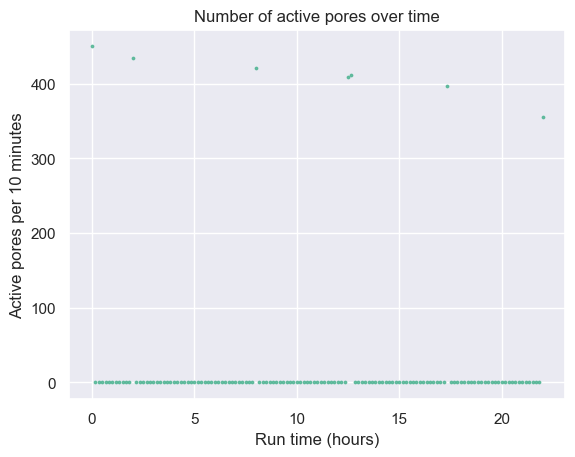 Number of active pores over time
Active pores per 10 minutes
400
300
200
100
0
0 5 10 15 20
Run time (hours)